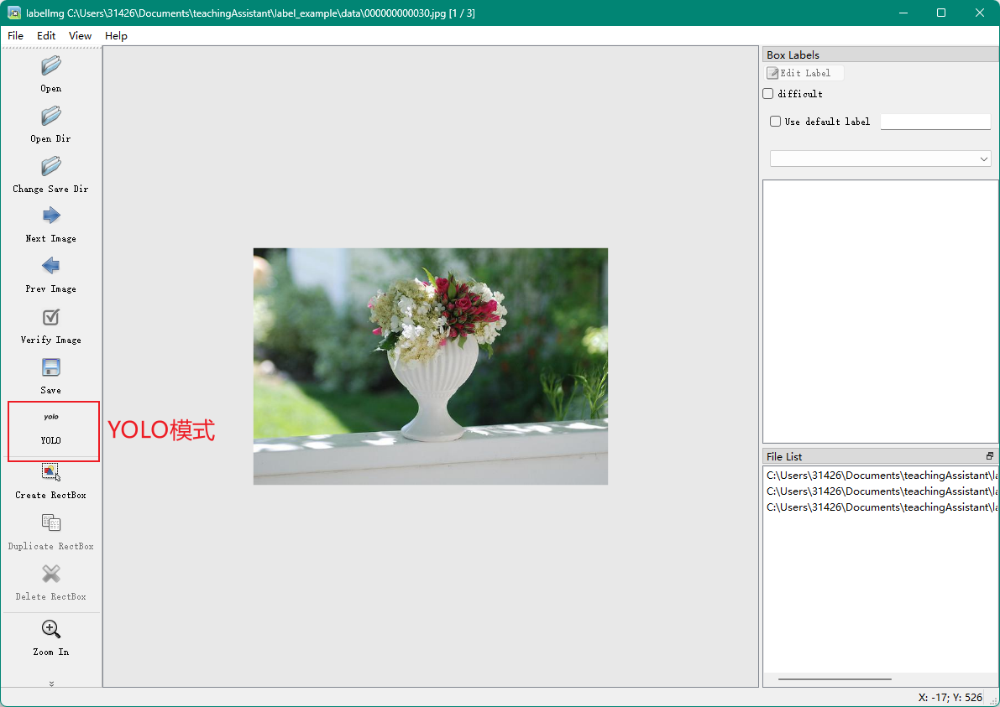 labelImg C:\Users\31426\Documents\teachingAssistant\label_example\data\000000000030.jpg [1 / 3]
File Edit View Help
Open
Open Dir
Change Save Dir
Next Image
Prev Image
Verify Image
Save
yolo
YOLO
YOLO模式
Create RectBox
Duplicate RectBox
Delete RectBox
Zoom In
Box Labels
Edit Label
difficult
Use default label
File List
C:\Users\31426\Documents\teachingAssistant\la
C:\Users\31426\Documents\teachingAssistant\la
C:\Users\31426\Documents\teachingAssistant\la
X: -17; Y: 526